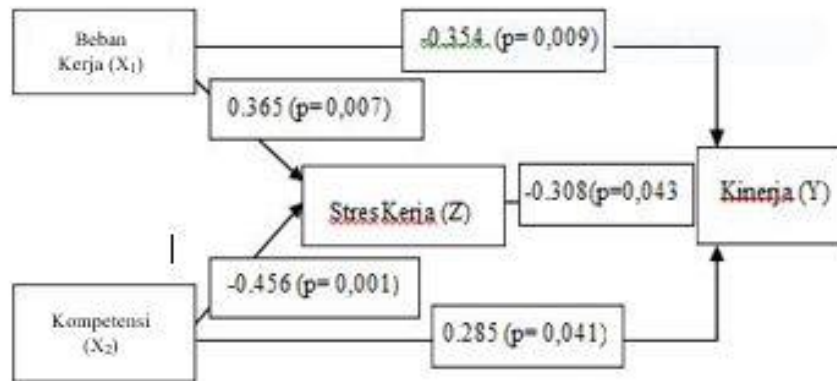 Beban
Kerja (X₁)
-0.354 (p= 0,009)
0.365 (p= 0,007)
Stres Kerja (Z)
-0.308(p=0,043
Kinerja (Y)
-0.456 (p= 0,001)
Kompetensi
(X₂)
0.285 (p= 0,041)